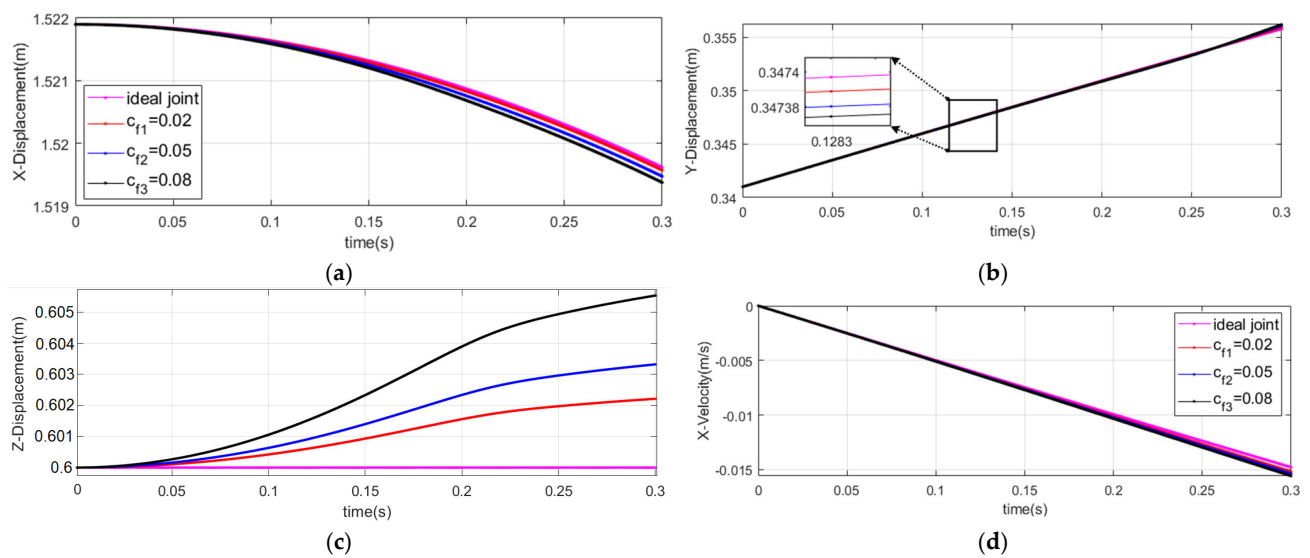 1.522
1.521
1.52
1.519
X-Displacement(m)
ideal joint
c_f1=0.02
c_f2=0.05
c_f3=0.08
0 0.05 0.1 0.15 0.2 0.25 0.3
time(s)
(a)
0.355
0.35
0.345
0.34
Y-Displacement(m)
0.3474
0.34738
0.1283
0 0.05 0.1 0.15 0.2 0.25 0.3
time(s)
(b)
0.605
0.604
0.603
0.602
0.601
0.6
Z-Displacement(m)
0 0.05 0.1 0.15 0.2 0.25 0.3
time(s)
(c)
0
-0.005
-0.01
-0.015
X-Velocity(m/s)
ideal joint
c_f1=0.02
c_f2=0.05
c_f3=0.08
0 0.05 0.1 0.15 0.2 0.25 0.3
time(s)
(d)